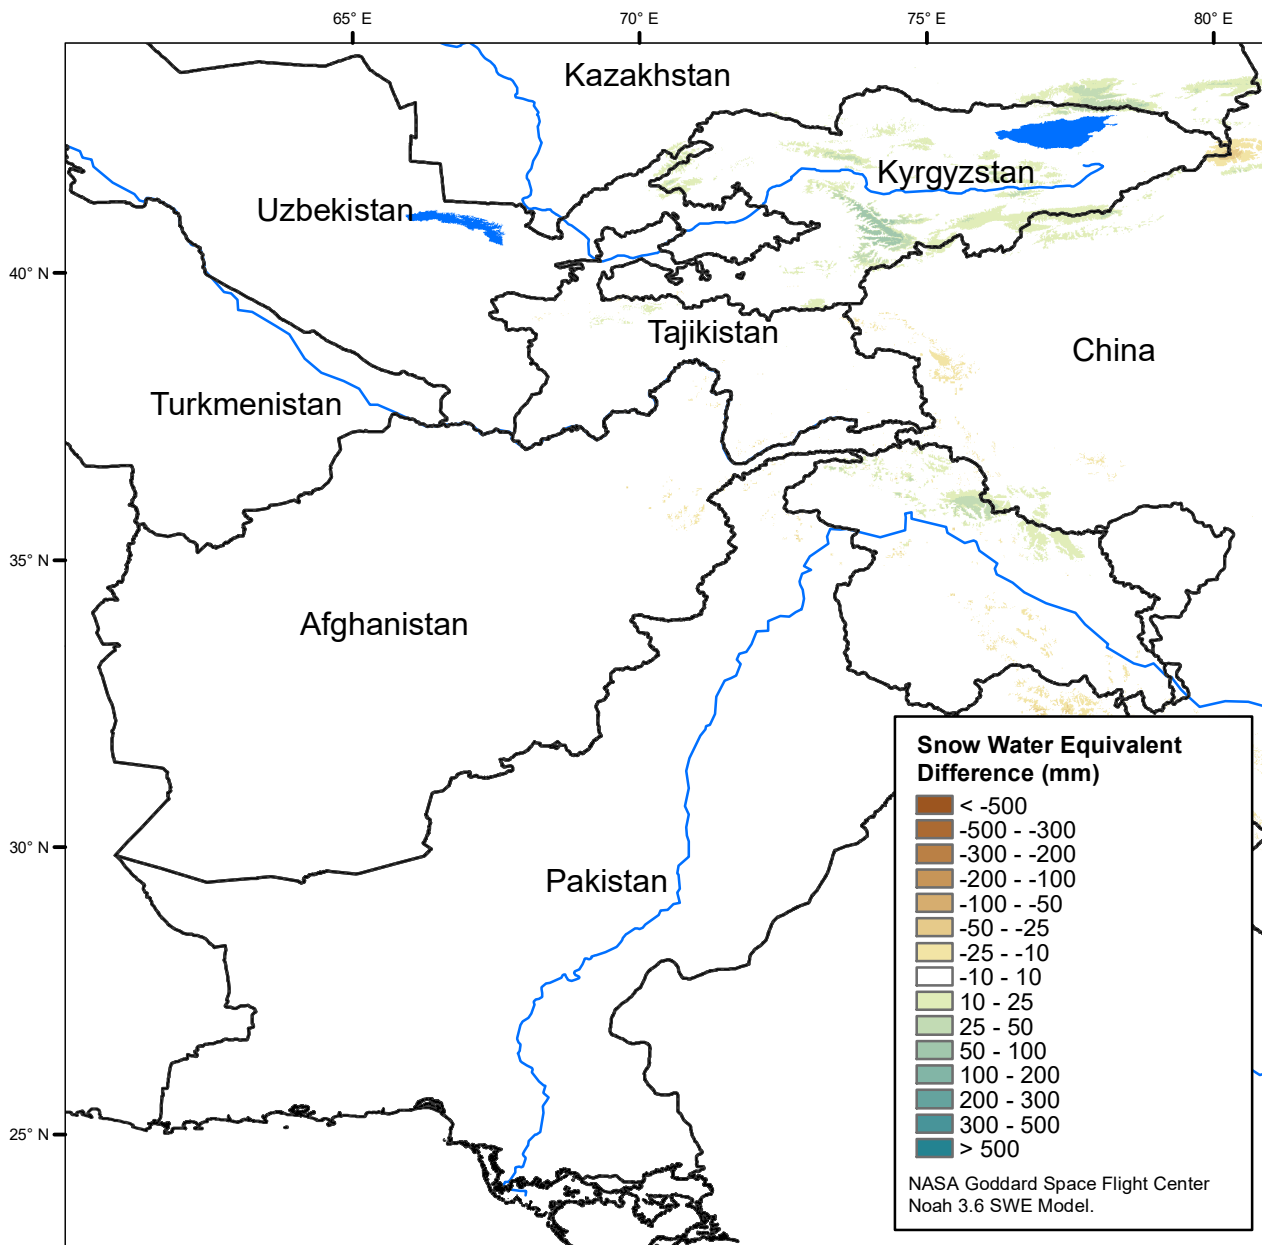 65° E
70° E
75° E
80° E
Kazakhstan
Kyrgyzstan
Uzbekistan
40° N
Tajikistan
China
Turkmenistan
35° N
Afghanistan
30° N
Pakistan
25° N
Snow Water Equivalent
Difference (mm)
< -500
-500 - -300
-300 - -200
-200 - -100
-100 - -50
-50 - -25
-25 - -10
-10 - 10
10 - 25
25 - 50
50 - 100
100 - 200
200 - 300
300 - 500
> 500
NASA Goddard Space Flight Center
Noah 3.6 SWE Model.